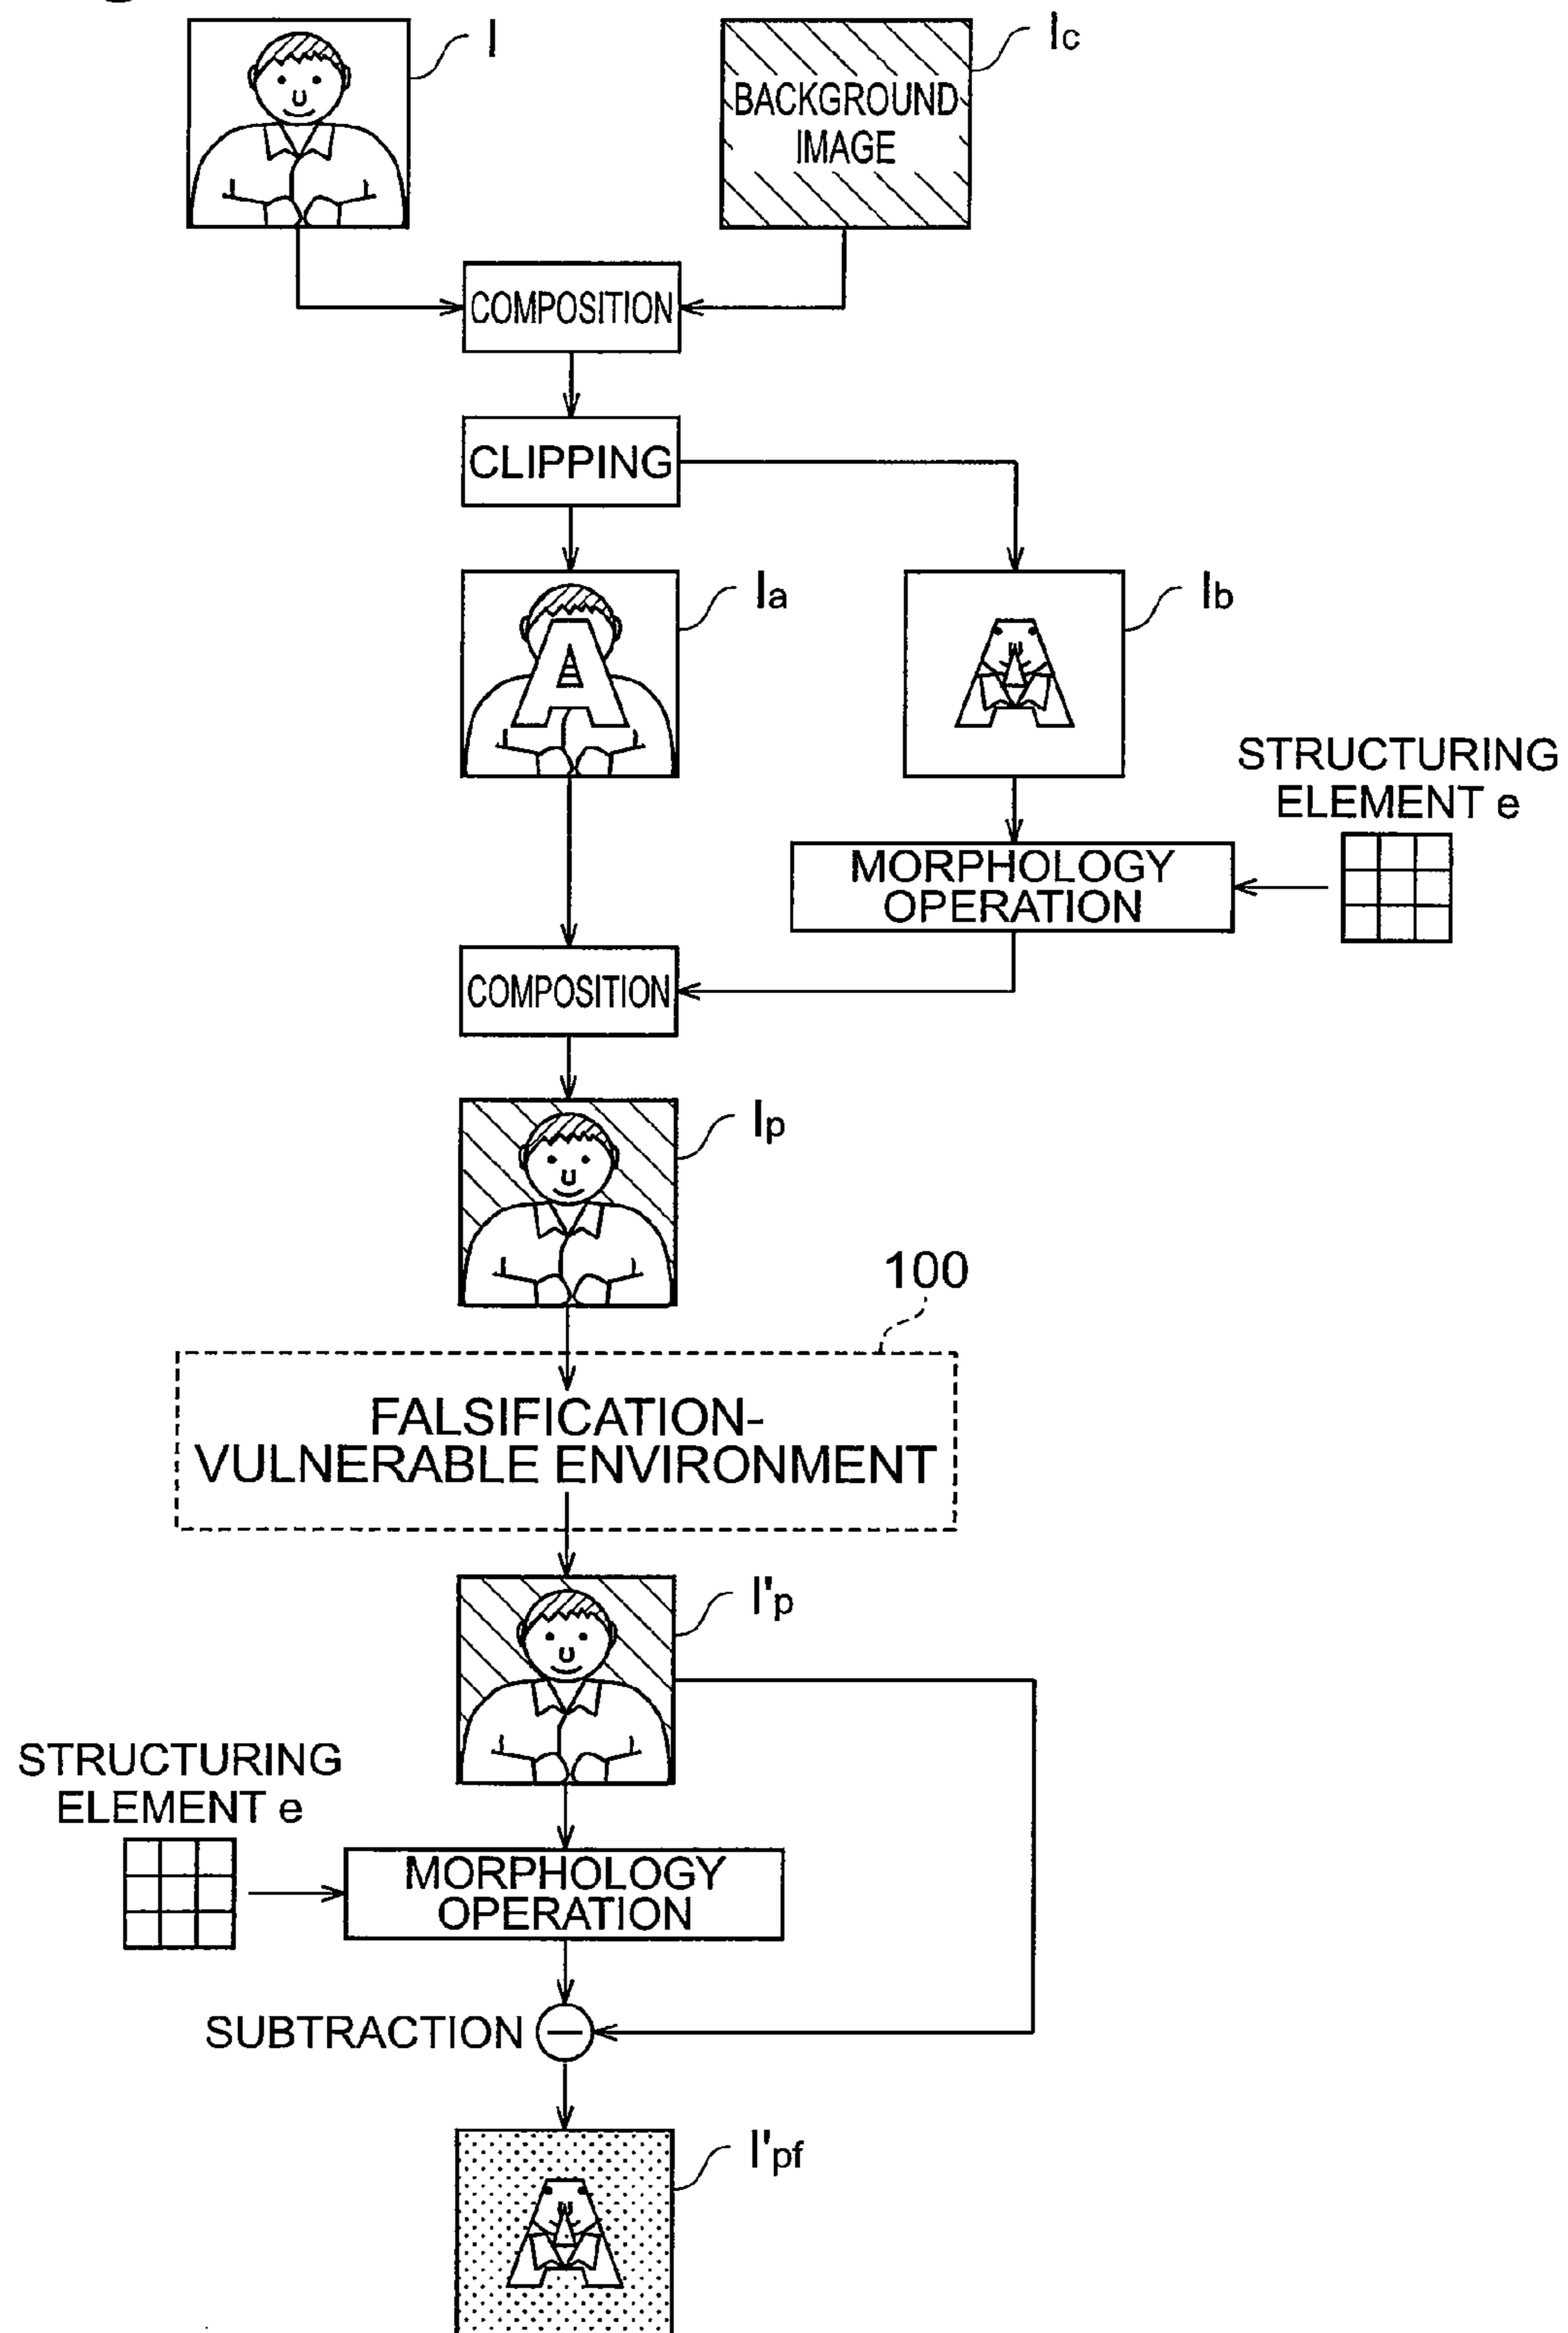 I
Ic
BACKGROUND
IMAGE
COMPOSITION
CLIPPING
Ia
A
Ib
A
STRUCTURING
ELEMENT e
MORPHOLOGY
OPERATION
COMPOSITION
Ip
100
FALSIFICATION-
VULNERABLE ENVIRONMENT
I'p
STRUCTURING
ELEMENT e
MORPHOLOGY
OPERATION
SUBTRACTION −
I'pf
A